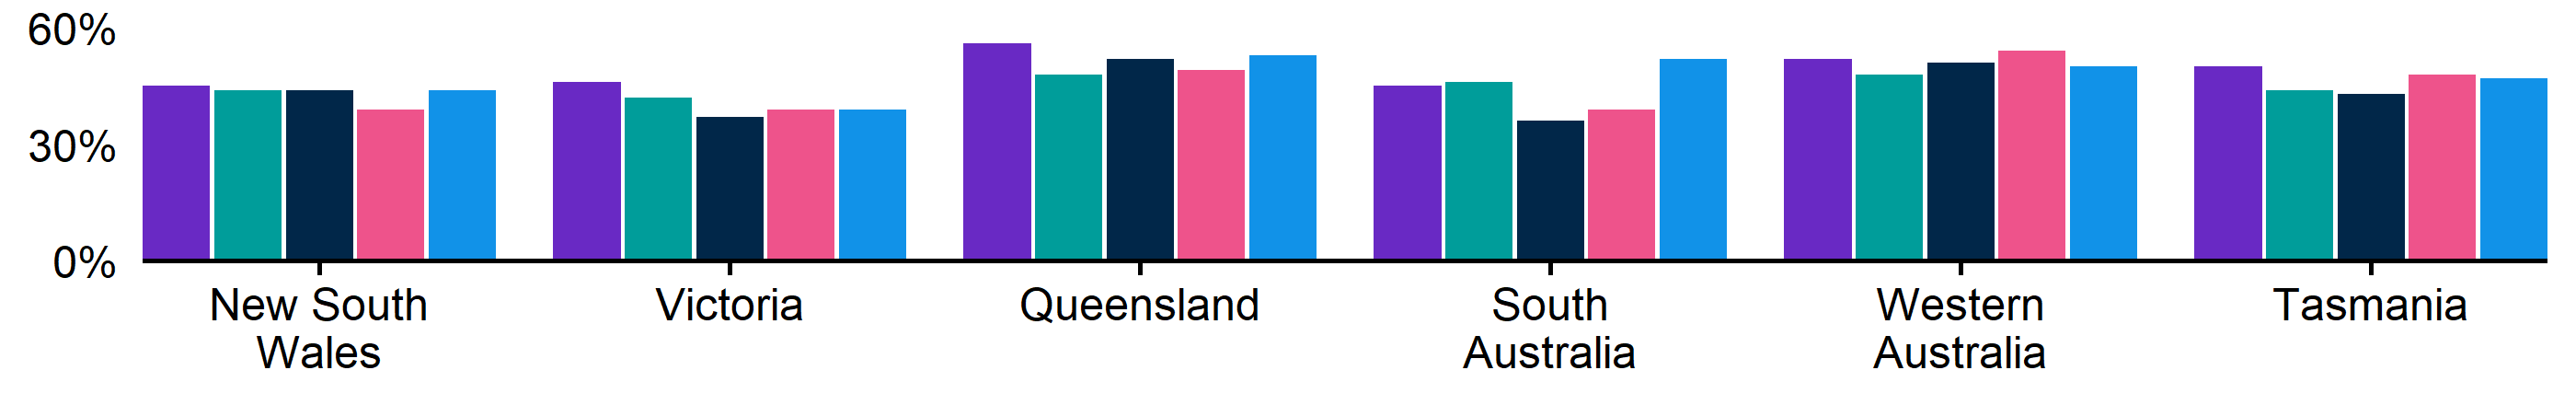 60%
30%
0%
New South
Wales
Victoria
Queensland
South
Australia
Western
Australia
Tasmania